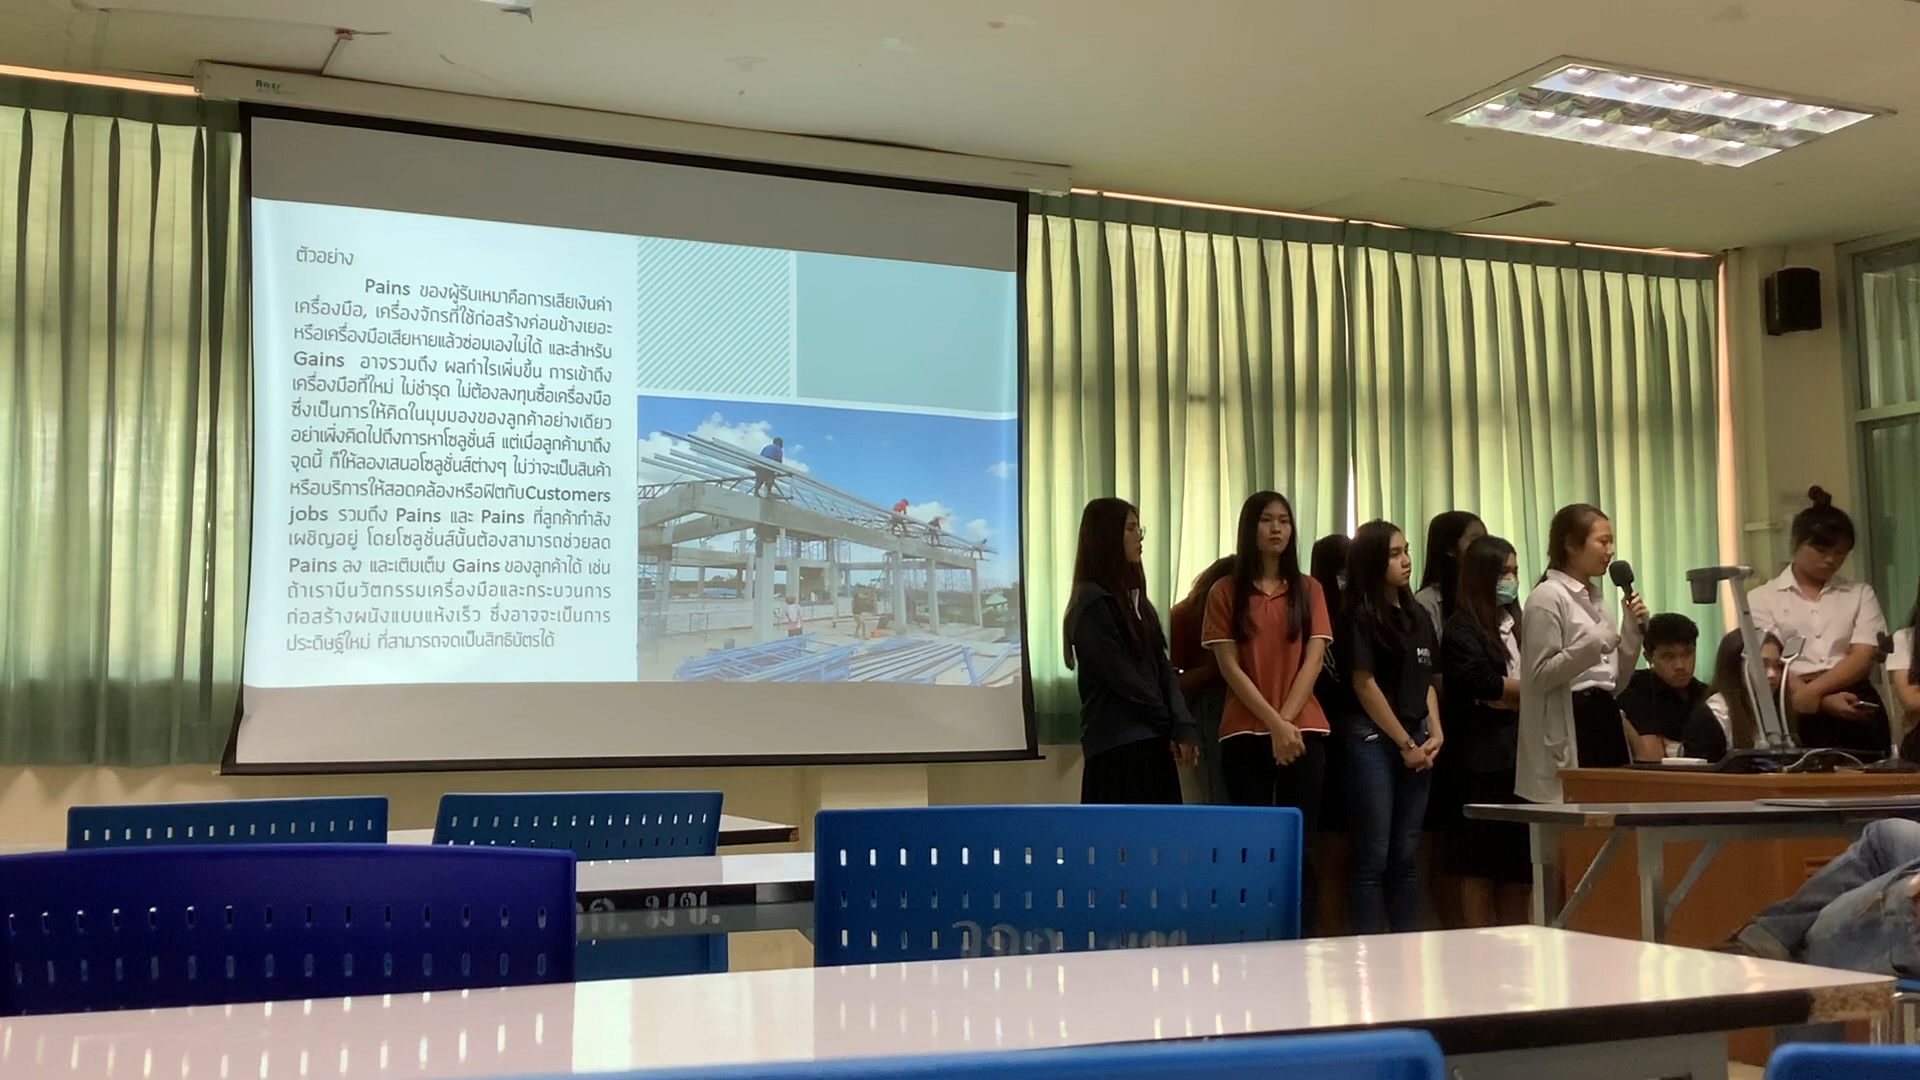 ตัวอย่าง
Pains ของผู้รับเหมาคือการเสียเงินค่า
เครื่องมือ, เครื่องจักรที่ใช้ก่อสร้างค่อนข้างเยอะ
หรือเครื่องมือเสียหายแล้วซ่อมเองไม่ได้ และสำหรับ
Gains อาจรวมถึง ผลกำไรเพิ่มขึ้น การเข้าถึง
เครื่องมือที่ใหม่ ไม่ชำรุด ไม่ต้องลงทุนซื้อเครื่องมือ
ซึ่งเป็นการให้คิดในมุมมองของลูกค้าอย่างเดียว
อย่าเพิ่งคิดไปถึงการหาโซลูชั่นส์ แต่เมื่อลูกค้ามาถึง
จุดนี้ ก็ให้ลองเสนอโซลูชั่นส์ต่างๆ ไม่ว่าจะเป็นสินค้า
หรือบริการให้สอดคล้องหรือฟิตกับCustomers
jobs รวมถึง Pains และ Pains ที่ลูกค้ากำลัง
เผชิญอยู่ โดยโซลูชั่นส์นั้นต้องสามารถช่วยลด
Pains ลง และเติมเต็ม Gains ของลูกค้าได้ เช่น
ถ้าเรามีนวัตกรรมเครื่องมือและกระบวนการ
ก่อสร้างผนังแบบแห้งเร็ว ซึ่งอาจจะเป็นการ
ประดิษฐ์ใหม่ ที่สามารถจดเป็นสิทธิบัตรได้
มข.